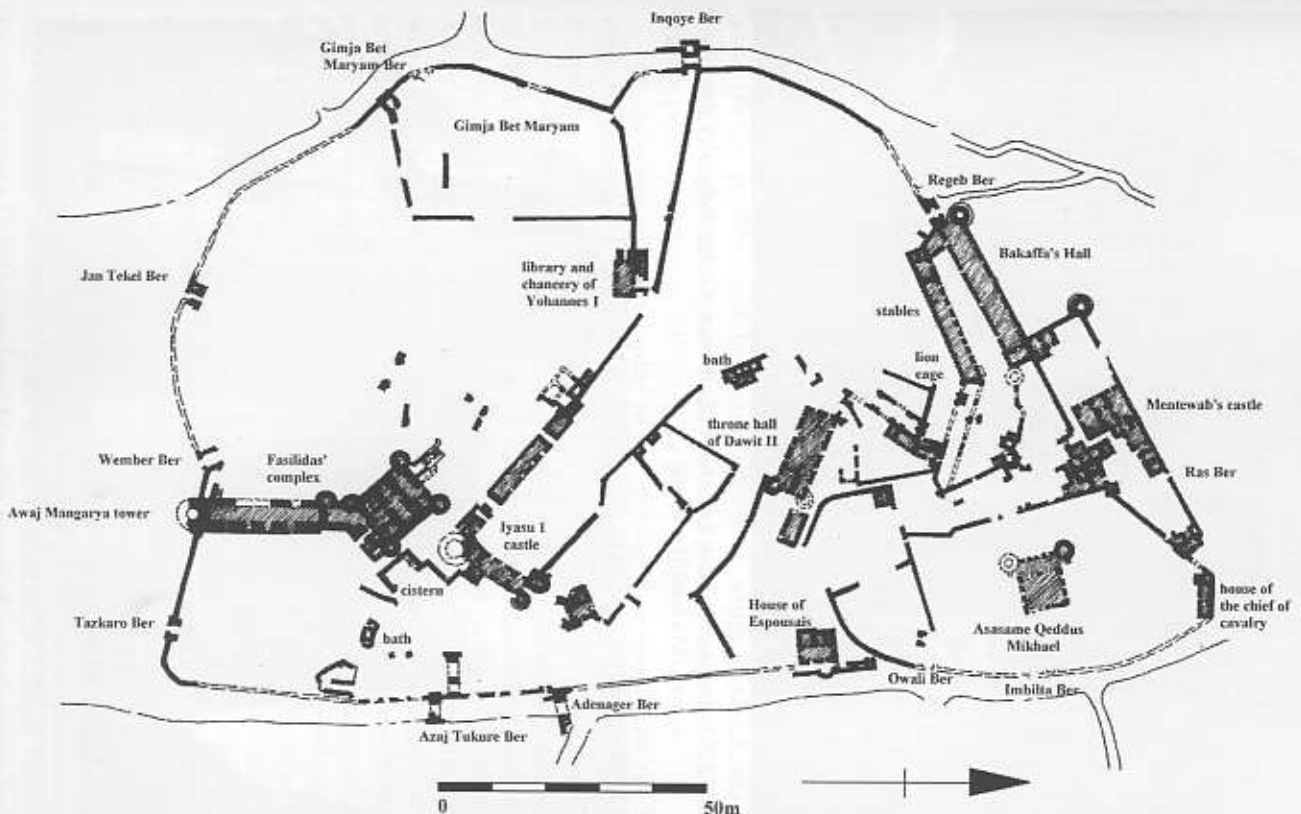 Inqoye Ber
Gimja Bet
Maryam Ber
Gimja Bet Maryam
Regeb Ber
Bakaffa's Hall
Jan Tekel Ber
library and
chancery of
Yohannes I
stables
bath
lion
cage
Mentewab's castle
throne hall
of Dawit II
Wember Ber
Fasilidas'
complex
Ras Ber
Awaj Mangarya tower
Iyasu I
castle
cistern
House of
Espousais
house of
the chief of
cavalry
Tazkaro Ber
bath
Asasame Qeddus
Mikhael
Owali Ber
Imbilta Ber
Adenager Ber
Azaj Tukure Ber
0
50m